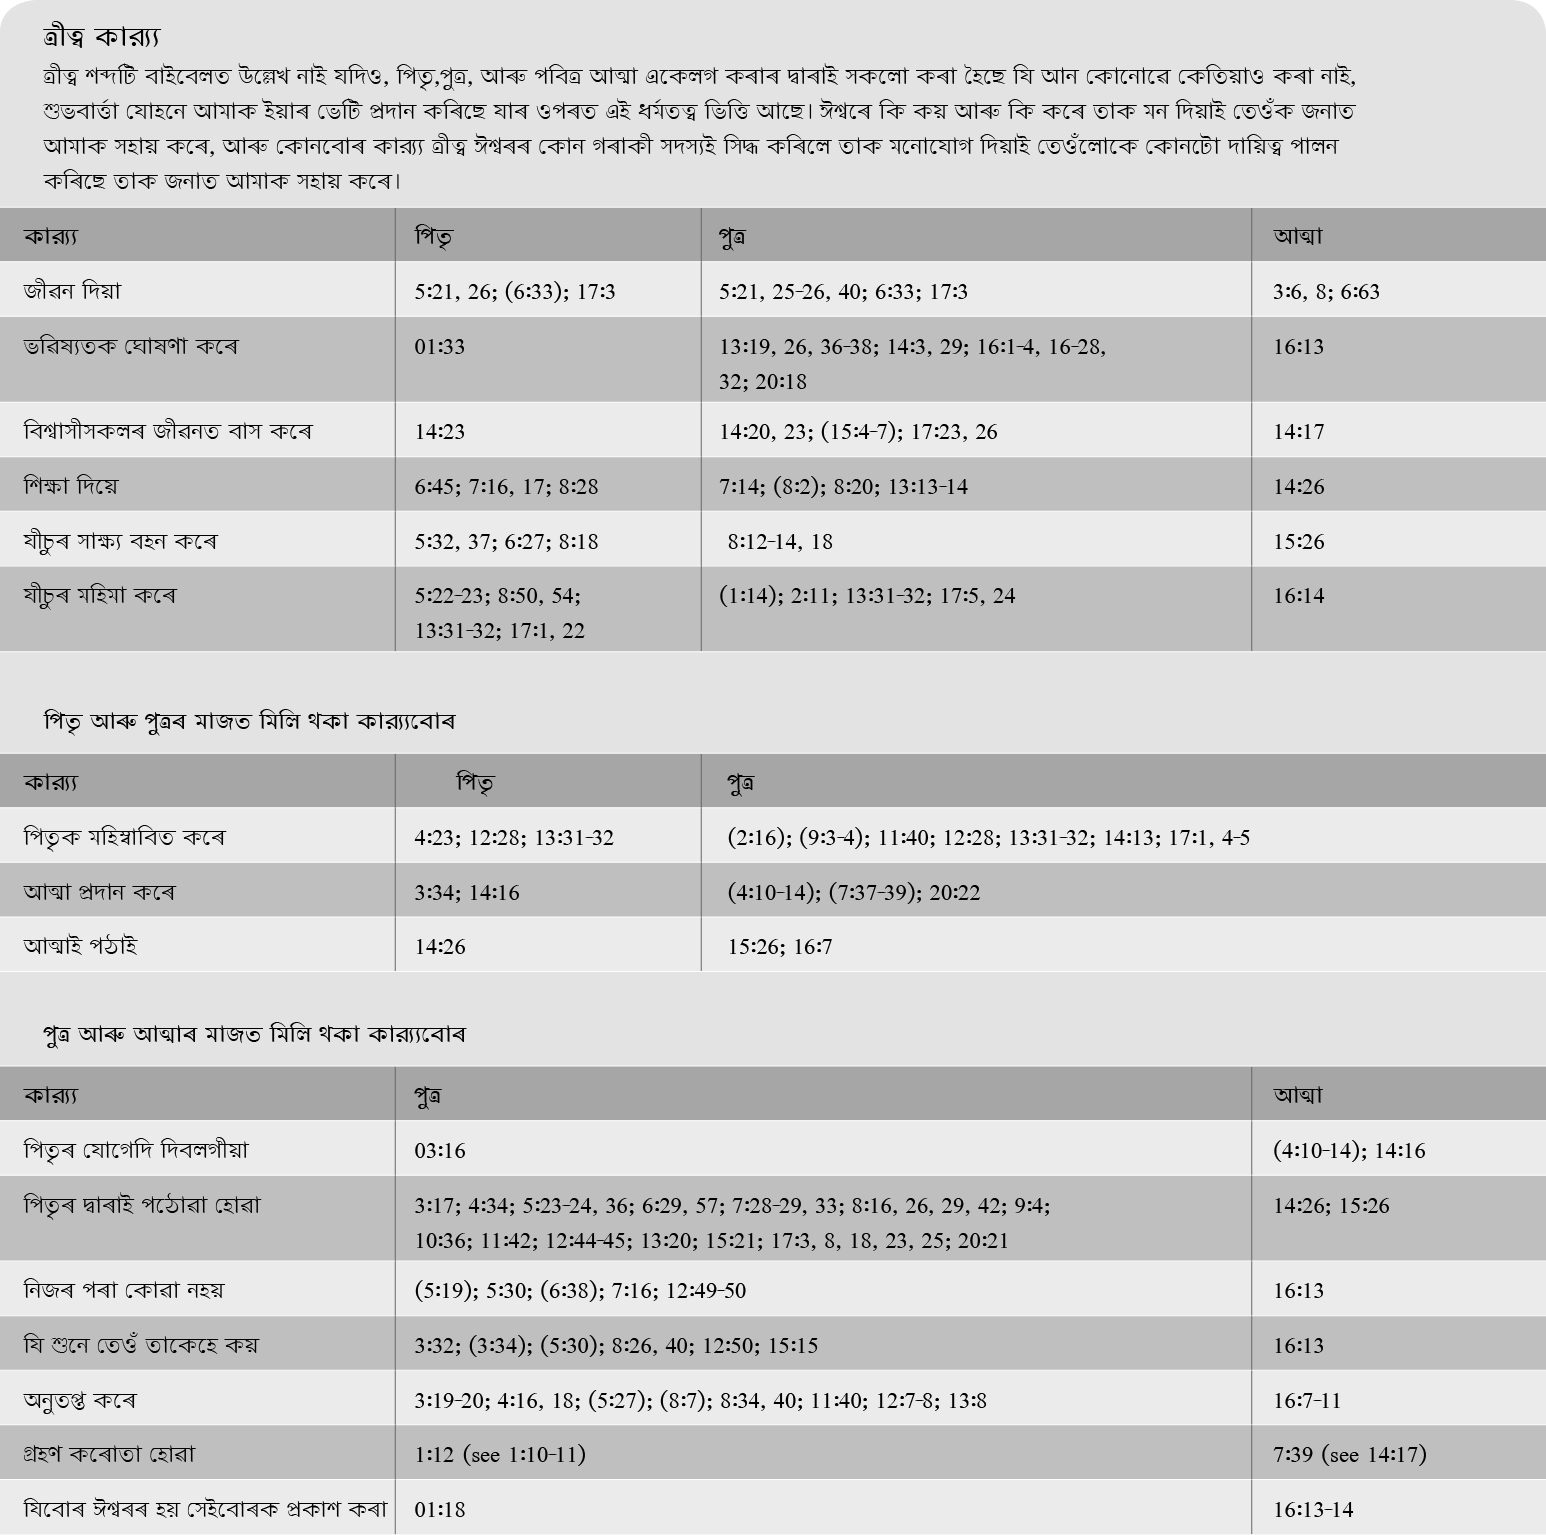 ত্ৰীত্ব কাৰ্য্য
ত্ৰীত্ব শব্দটি বাইবেলত উল্লেখ নাই যদিও, পিতৃ,পুত্ৰ, আৰু পবিত্ৰ আত্মা একেলগ কৰাৰ দ্বাৰাই সকলো কৰা হৈছে যি আন কোনোৱে কেতিয়াও কৰা নাই,
শুভবাৰ্ত্তা যোহনে আমাক ইয়াৰ ভেটি প্ৰদান কৰিছে যাৰ ওপৰত এই ধৰ্মতত্ব ভিত্তি আছে। ঈশ্বৰে কি কয় আৰু কি কৰে তাক মন দিয়াই তেওঁক জনাত
আমাক সহায় কৰে, আৰু কোনবোৰ কাৰ্য্য ত্ৰীত্ব ঈশ্বৰৰ কোন গৰাকী সদস্যই সিদ্ধ কৰিলে তাক মনোযোগ দিয়াই তেওঁলোকে কোনটো দায়িত্ব পালন
কৰিছে তাক জনাত আমাক সহায় কৰে।
কাৰ্য্য পিতৃ পুত্ৰ আত্মা
জীৱন দিয়া 5:21, 26; (6:33); 17:3 5:21, 25-26, 40; 6:33; 17:3 3:6, 8; 6:63
ভৱিষ্যতক ঘোষণা কৰে 01:33 13:19, 26, 36-38; 14:3, 29; 16:1-4, 16-28,
32; 20:18 16:13
বিশ্বাসীসকলৰ জীৱনত বাস কৰে 14:23 14:20, 23; (15:4-7); 17:23, 26 14:17
শিক্ষা দিয়ে 6:45; 7:16, 17; 8:28 7:14; (8:2); 8:20; 13:13-14 14:26
যীচুৰ সাক্ষ্য বহন কৰে 5:32, 37; 6:27; 8:18 8:12-14, 18 15:26
যীচুৰ মহিমা কৰে 5:22-23; 8:50, 54;
13:31-32; 17:1, 22 (1:14); 2:11; 13:31-32; 17:5, 24 16:14
পিতৃ আৰু পুত্ৰৰ মাজত মিলি থকা কাৰ্য্যবোৰ
কাৰ্য্য পিতৃ পুত্ৰ
পিতৃক মহিম্বাবিত কৰে 4:23; 12:28; 13:31-32 (2:16); (9:3-4); 11:40; 12:28; 13:31-32; 14:13; 17:1, 4-5
আত্মা প্ৰদান কৰে 3:34; 14:16 (4:10-14); (7:37-39); 20:22
আত্মাই পঠাই 14:26 15:26; 16:7
পুত্ৰ আৰু আত্মাৰ মাজত মিলি থকা কাৰ্য্যবোৰ
কাৰ্য্য পুত্ৰ আত্মা
পিতৃৰ যোগেদি দিবলগীয়া 03:16 (4:10-14); 14:16
পিতৃৰ দ্বাৰাই পঠোৱা হোৱা 3:17; 4:34; 5:23-24, 36; 6:29, 57; 7:28-29, 33; 8:16, 26, 29, 42; 9:4;
10:36; 11:42; 12:44-45; 13:20; 15:21; 17:3, 8, 18, 23, 25; 20:21 14:26; 15:26
নিজৰ পৰা কোৱা নহয় (5:19); 5:30; (6:38); 7:16; 12:49-50 16:13
যি শুনে তেওঁ তাকেহে কয় 3:32; (3:34); (5:30); 8:26, 40; 12:50; 15:15 16:13
অনুতপ্ত কৰে 3:19-20; 4:16, 18; (5:27); (8:7); 8:34, 40; 11:40; 12:7-8; 13:8 16:7-11
গ্ৰহণ কৰোতা হোৱা 1:12 (see 1:10-11) 7:39 (see 14:17)
যিবোৰ ঈশ্বৰৰ হয় সেইবোৰক প্ৰকাশ কৰা 01:18 16:13-14